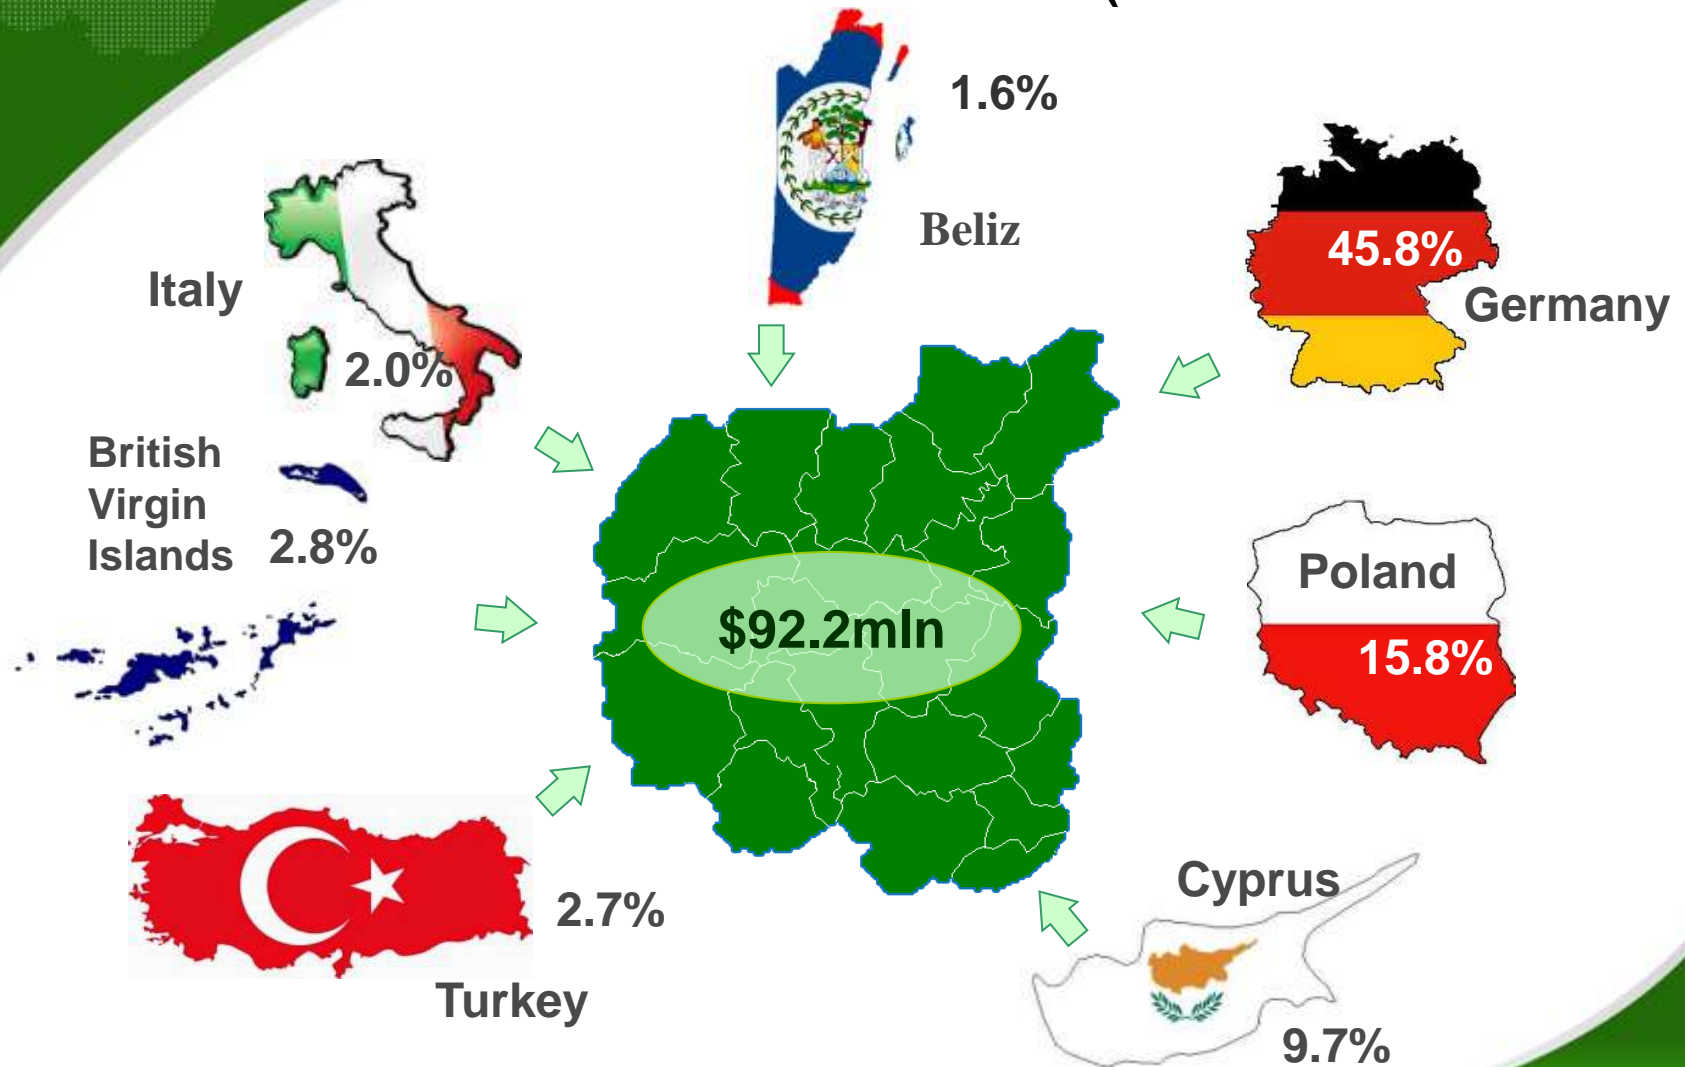 (
1.6%
Beliz
45.8%
Germany
Italy
2.0%
British
Virgin
Islands
2.8%
Poland
15.8%
$92.2mln
2.7%
Turkey
Cyprus
9.7%